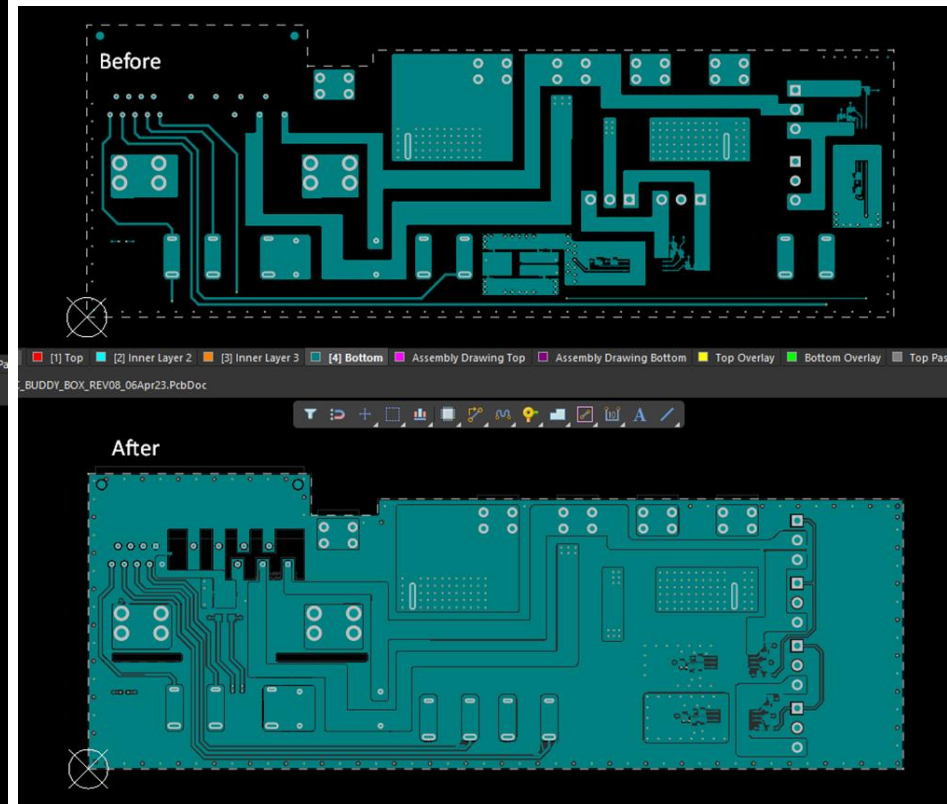 Before
Pa
[1] Top [2] Inner Layer 2 [3] Inner Layer 3 [4] Bottom Assembly Drawing Top Assembly Drawing Bottom Top Overlay Bottom Overlay Top Pas
_BUDDY_BOX_REV08_06Apr23.PcbDoc
A
After